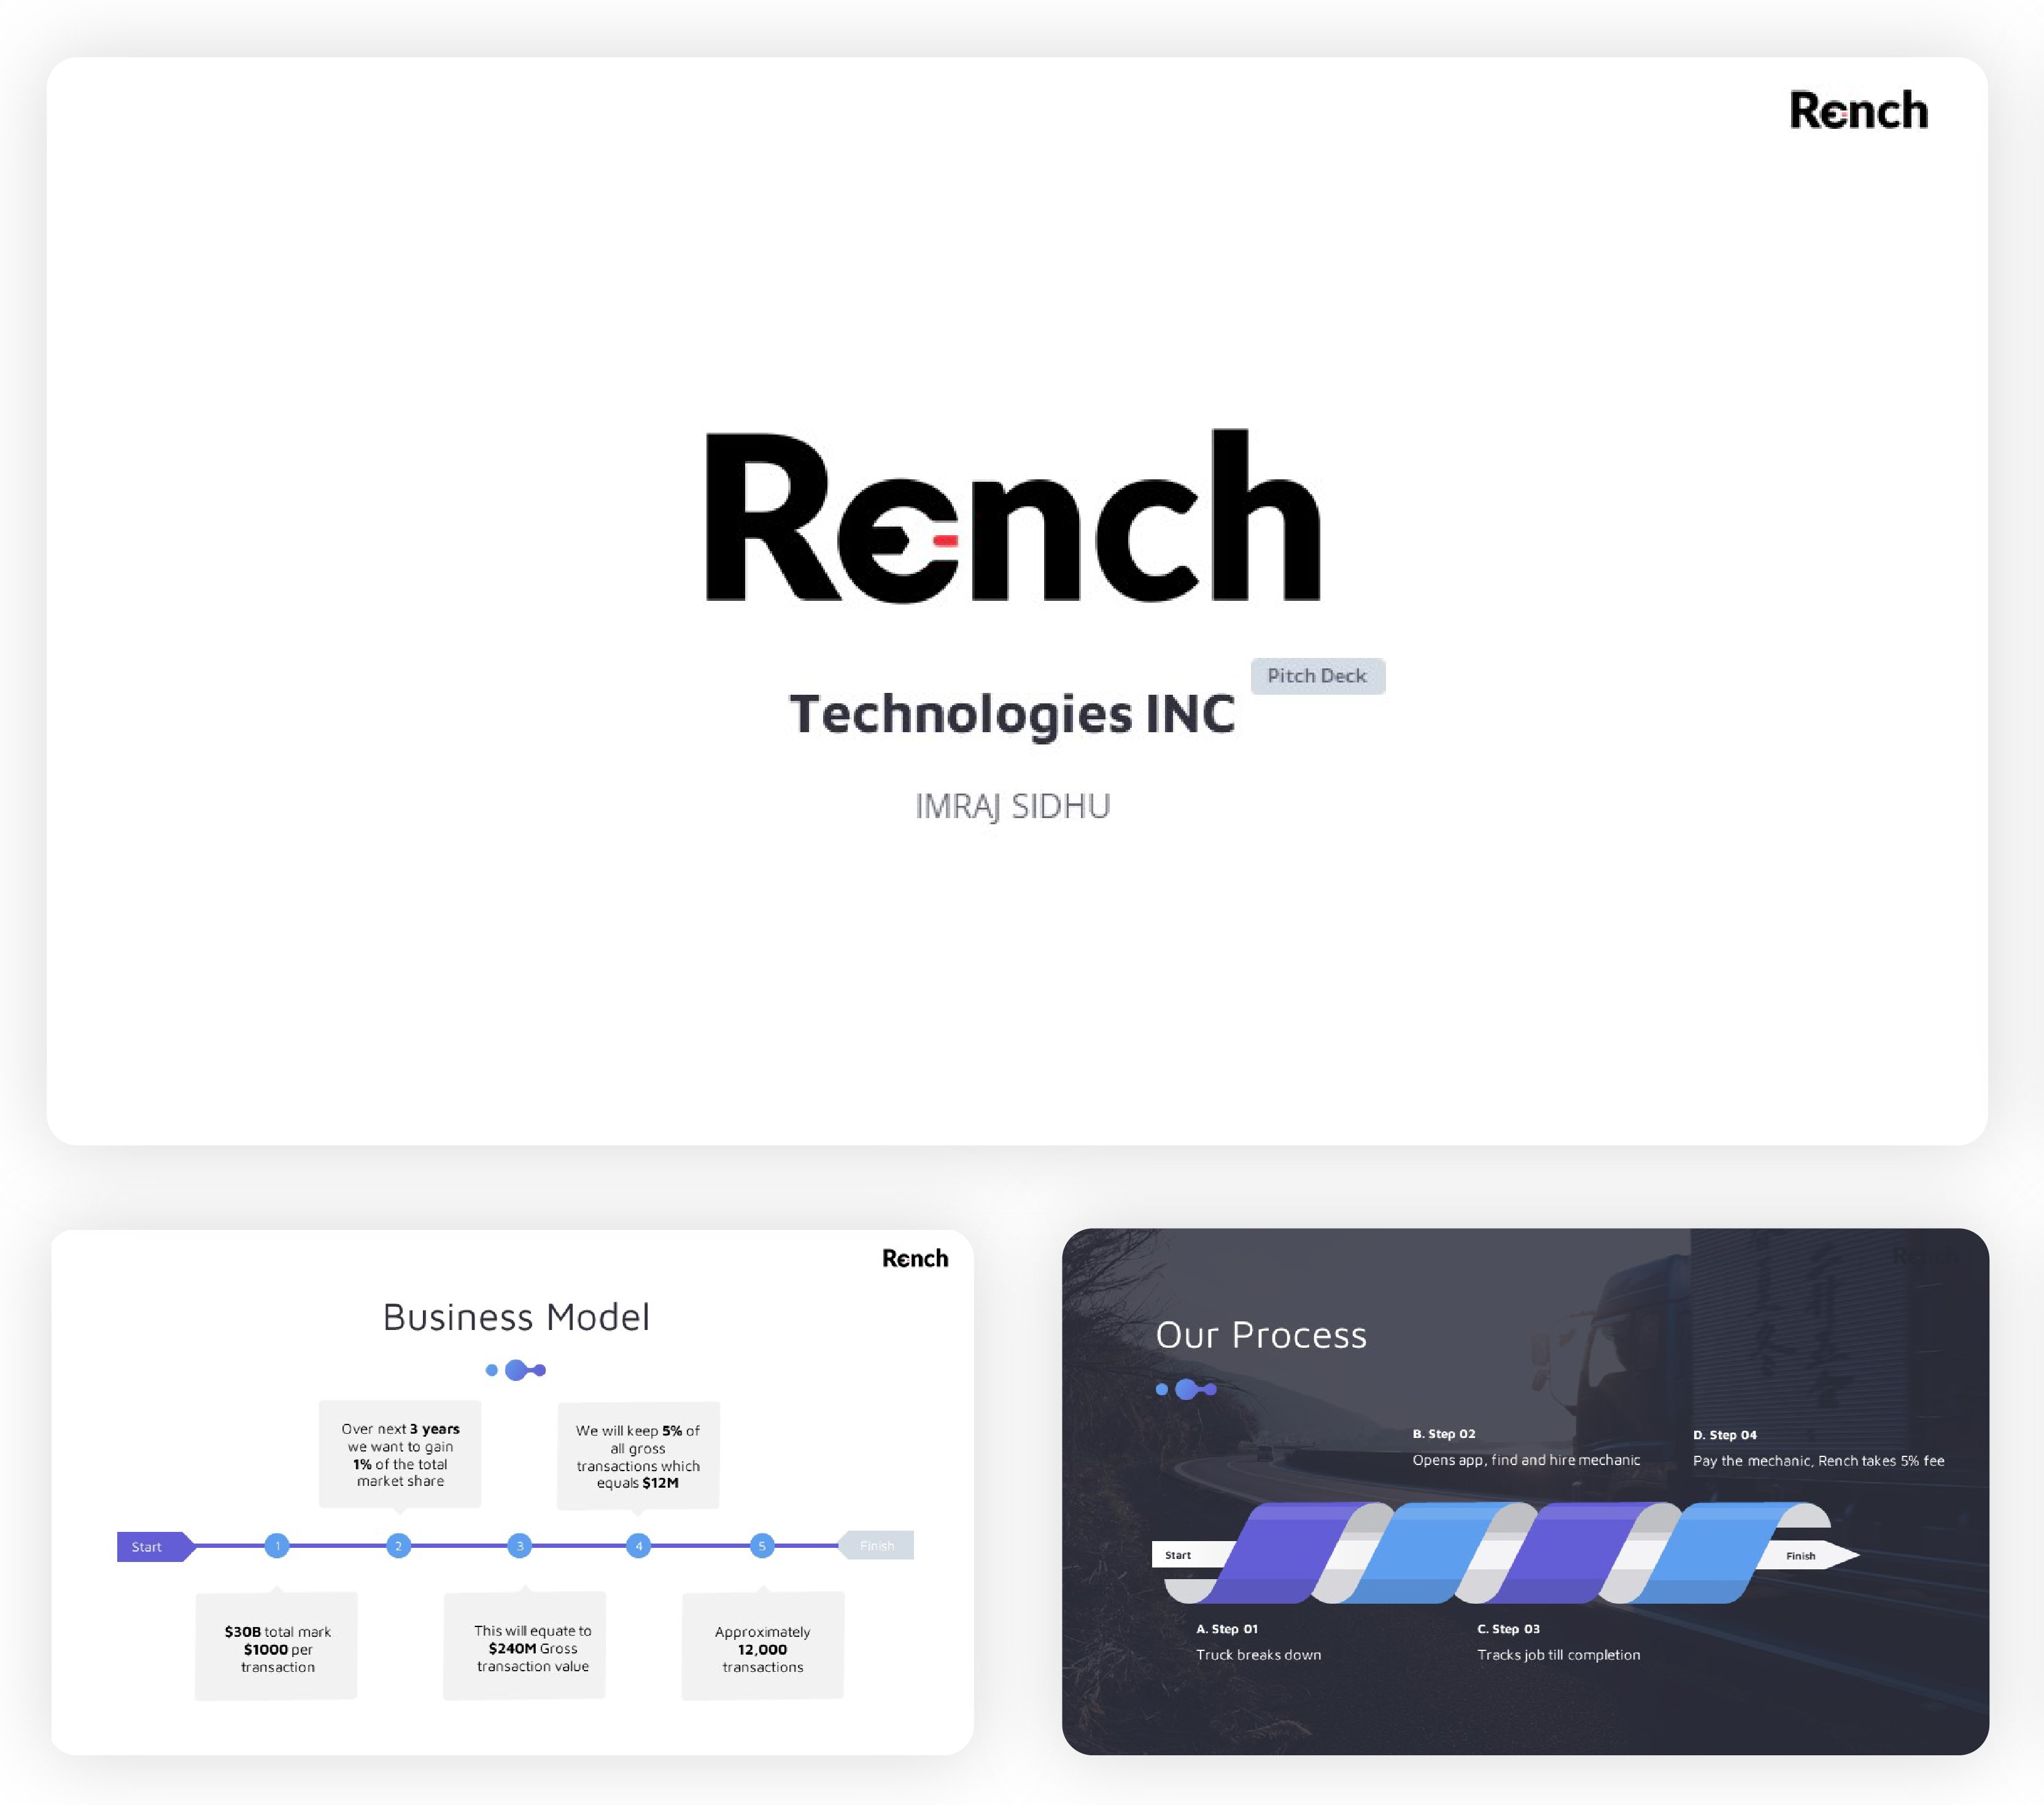 Rench
Rench
Pitch Deck
Technologies INC
IMRAJ SIDHU
Rench
Business Model
Over next 3 years
we want to gain
1% of the total
market share
We will keep 5% of
all gross
transactions which
equals $12M
Start
1
2
3
4
5
Finish
$30B total mark
$1000 per
transaction
This will equate to
$240M Gross
transaction value
Approximately
12,000
transactions
Rench
Our Process
B. Step 02
Opens app, find and hire mechanic
D. Step 04
Pay the mechanic, Rench takes 5% fee
Start
Finish
A. Step 01
Truck breaks down
C. Step 03
Tracks job till completion